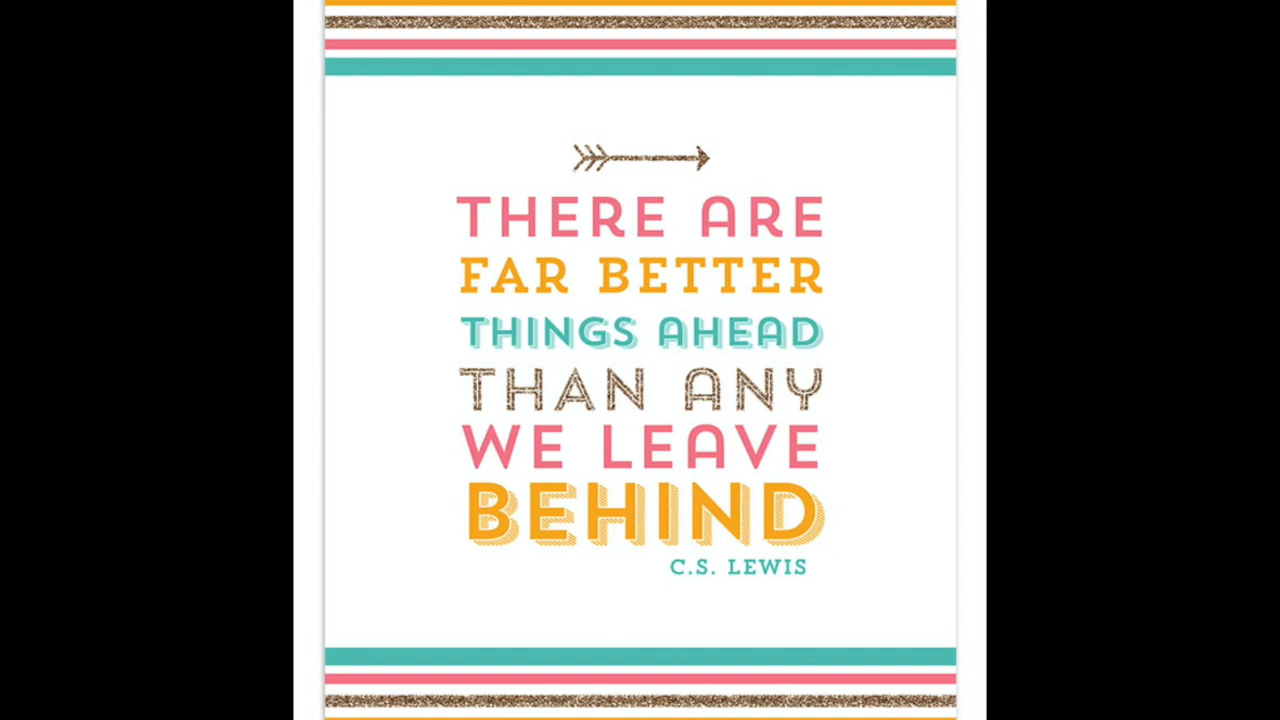 THERE ARE
FAR BETTER
THINGS AHEAD
THAN ANY
WE LEAVE
BEHIND
C.S. LEWIS